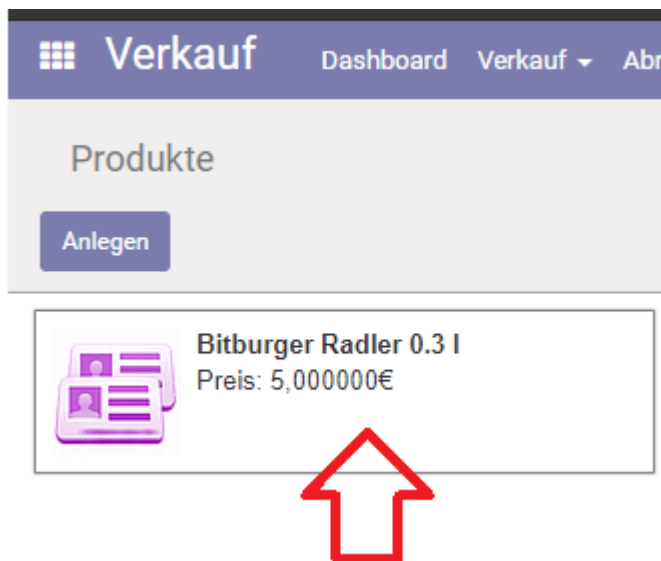 Verkauf Dashboard Verkauf
Produkte
Anlegen
Bitburger Radler 0.3 l
Preis: 5,000000€